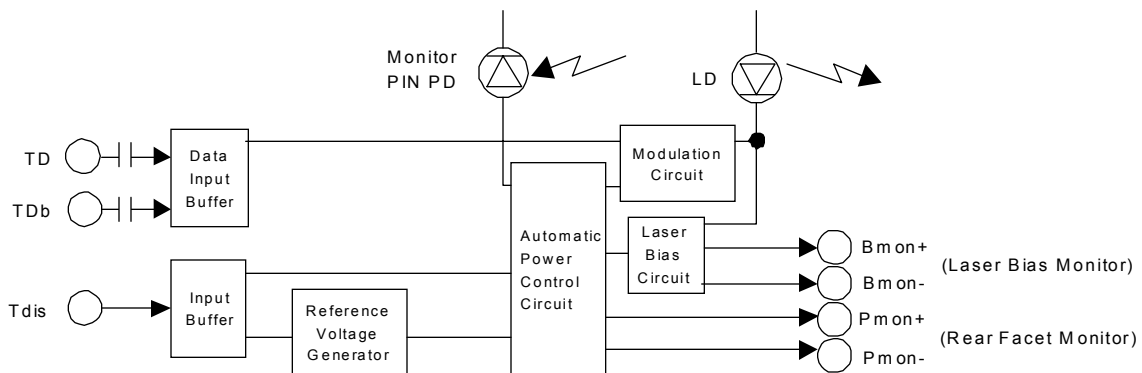 Monitor
PIN PD
LD
TD
TDb
Data
Input
Buffer
Modulation
Circuit
Automatic
Power
Control
Circuit
Laser
Bias
Circuit
Bmon+
Bmon-
(Laser Bias Monitor)
Tdis
Input
Buffer
Reference
Voltage
Generator
Pmon+
Pmon-
(Rear Facet Monitor)